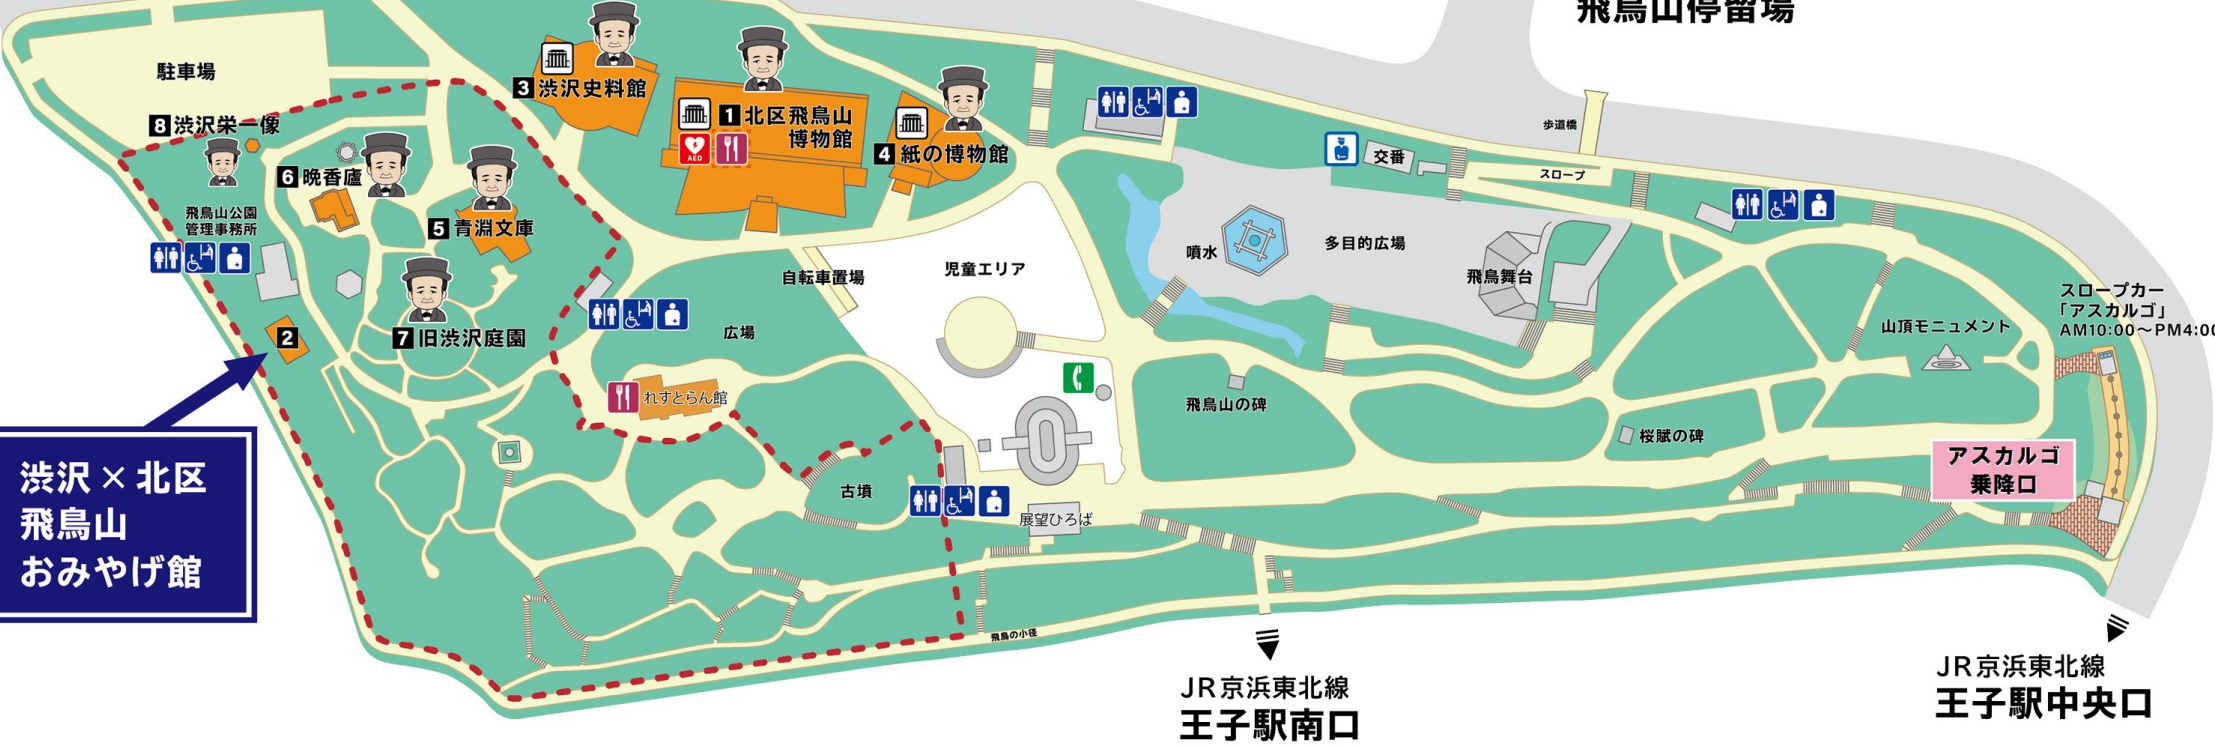 飛鳥山停留場
駐車場
3 渋沢史料館
1 北区飛鳥山
博物館
AED
4 紙の博物館
8 渋沢栄一像
6 晩香廬
5 青淵文庫
飛鳥山公園
管理事務所
7 旧渋沢庭園
2
渋沢×北区
飛鳥山
おみやげ館
自転車置場
広場
れすとらん館
児童エリア
古墳
展望ひろば
飛鳥の小径
噴水
多目的広場
飛鳥舞台
交番
歩道橋
スロープ
飛鳥山の碑
桜賦の碑
山頂モニュメント
スロープカー
「アスカルゴ」
AM10:00～PM4:00
アスカルゴ
乗降口
JR京浜東北線
王子駅南口
JR京浜東北線
王子駅中央口